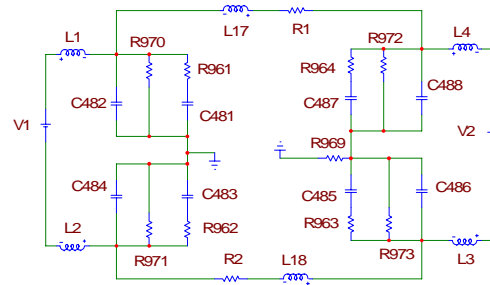 L17 R1
L1 R970 R972 L4
R961 R964
C482 C481 C487 C488
V1 V2
R969
C484 C483 C485 C486
L2 R962 R963
R971 R973 L3
R2 L18